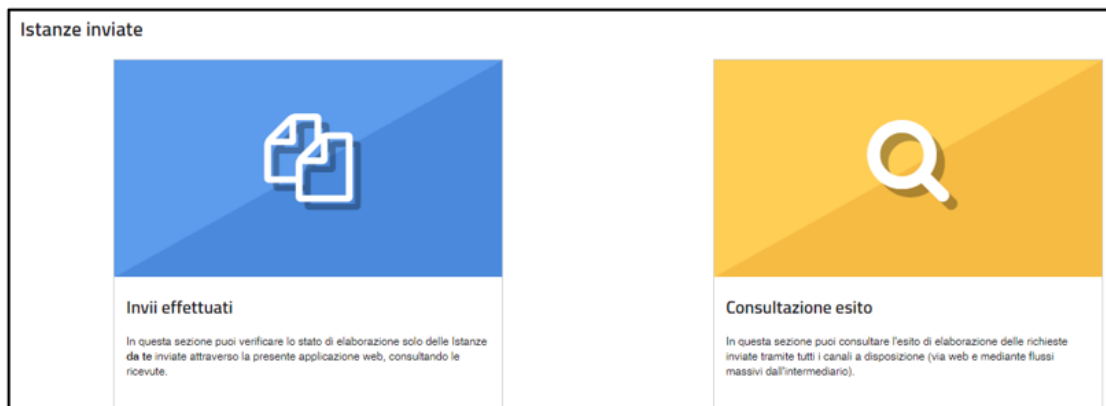 Istanze inviate
Invii effettuati
In questa sezione puoi verificare lo stato di elaborazione solo delle Istanze
da te inviate attraverso la presente applicazione web, consultando le
ricevute.
Consultazione esito
In questa sezione puoi consultare l'esito di elaborazione delle richieste
inviate tramite tutti i canali a disposizione (via web e mediante flussi
massivi dall'intermediario).